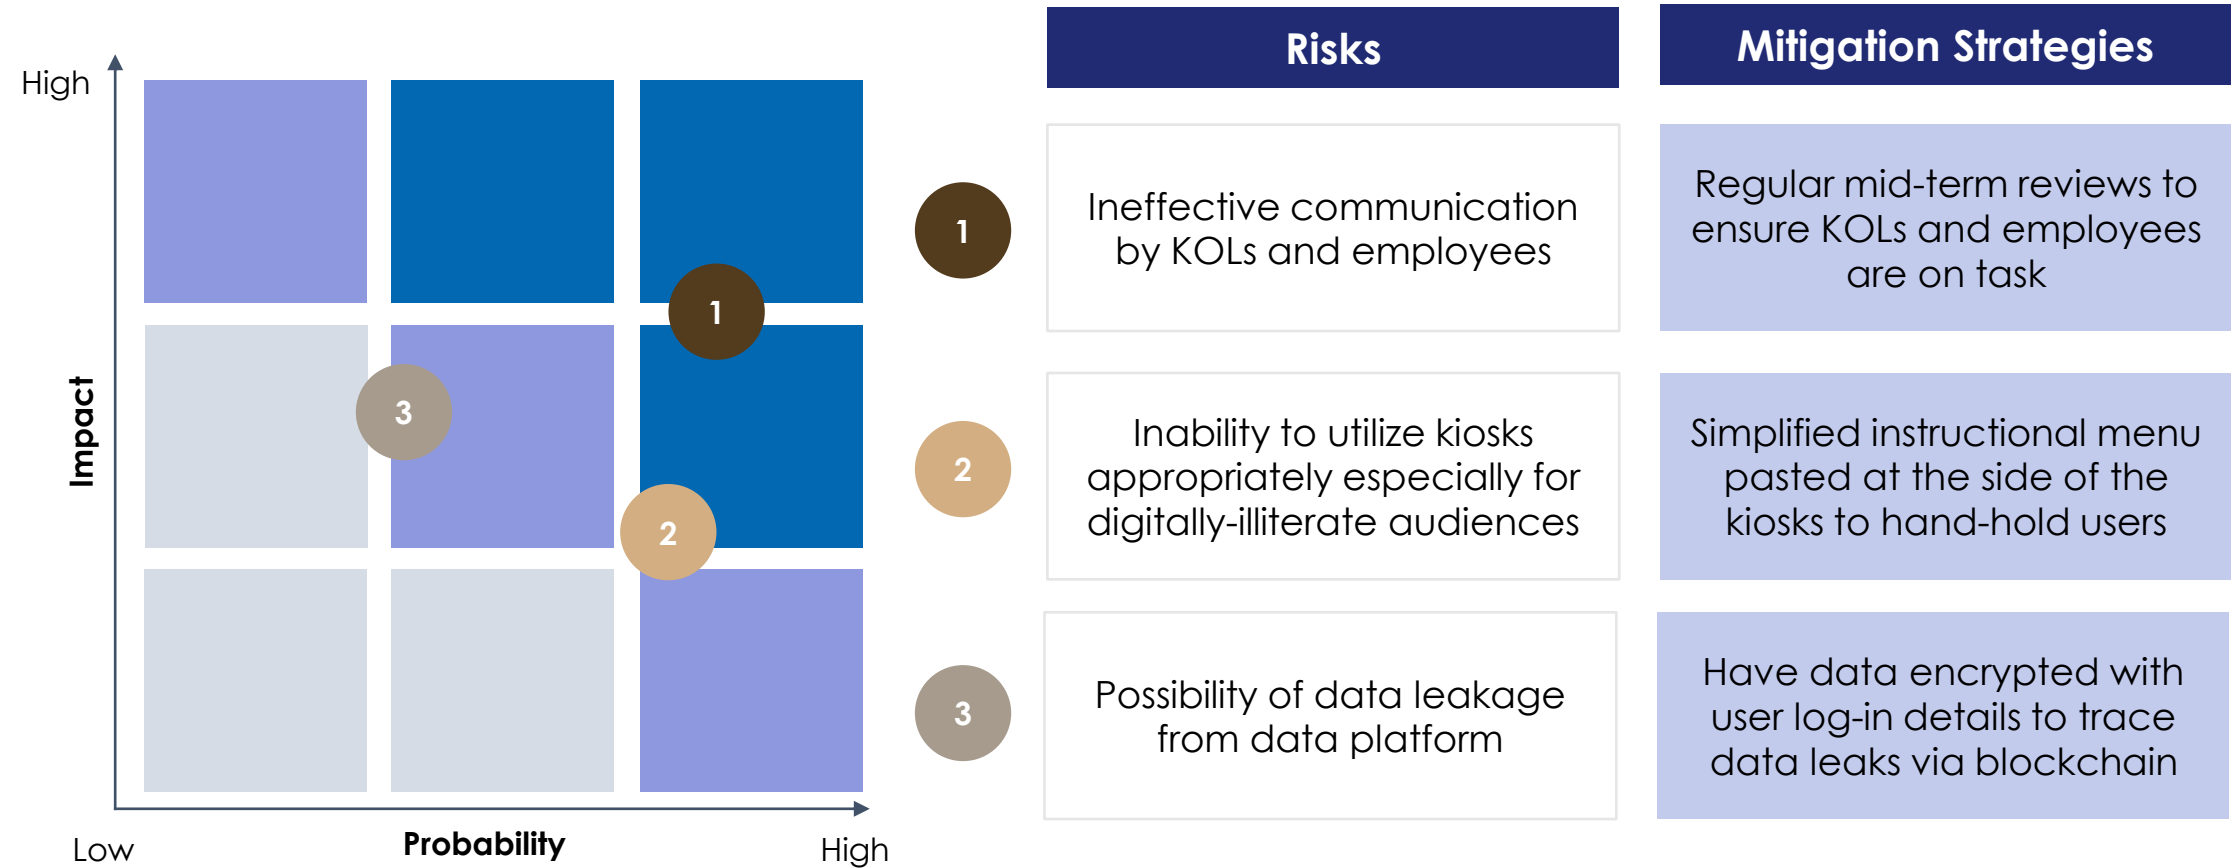 High
Impact
1
3
2
Low
Probability
High
Risks
Mitigation Strategies
1
Ineffective communication
by KOLs and employees
Regular mid-term reviews to
ensure KOLs and employees
are on task
2
Inability to utilize kiosks
appropriately especially for
digitally-illiterate audiences
Simplified instructional menu
pasted at the side of the
kiosks to hand-hold users
3
Possibility of data leakage
from data platform
Have data encrypted with
user log-in details to trace
data leaks via blockchain